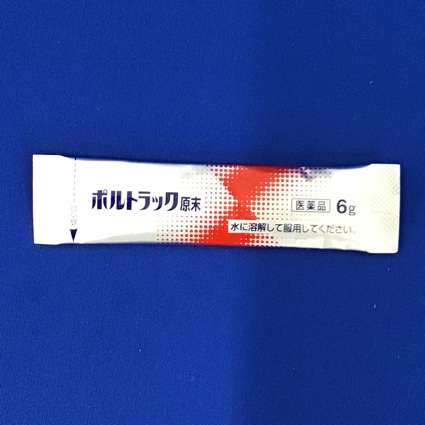 ポルトラック原末
医薬品 6g
水に溶解して服用してください。